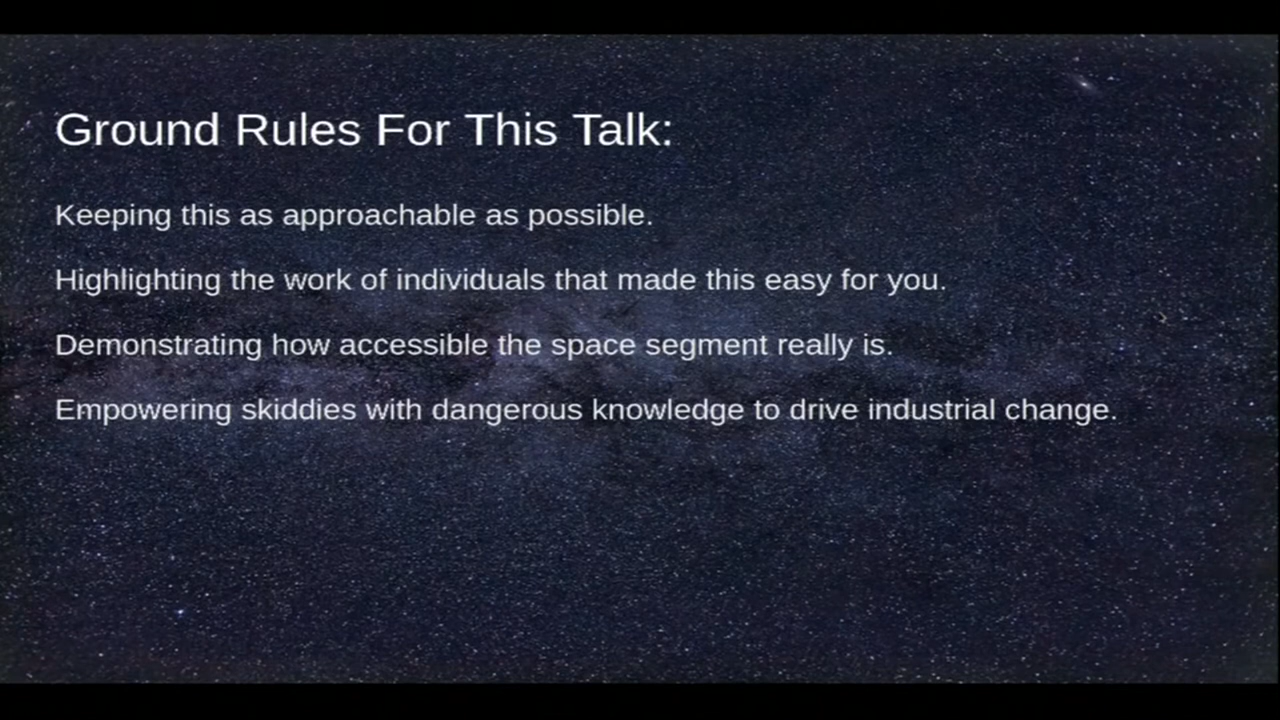 Ground Rules For This Talk:
Keeping this as approachable as possible.
Highlighting the work of individuals that made this easy for you.
Demonstrating how accessible the space segment really is.
Empowering skiddies with dangerous knowledge to drive industrial change.